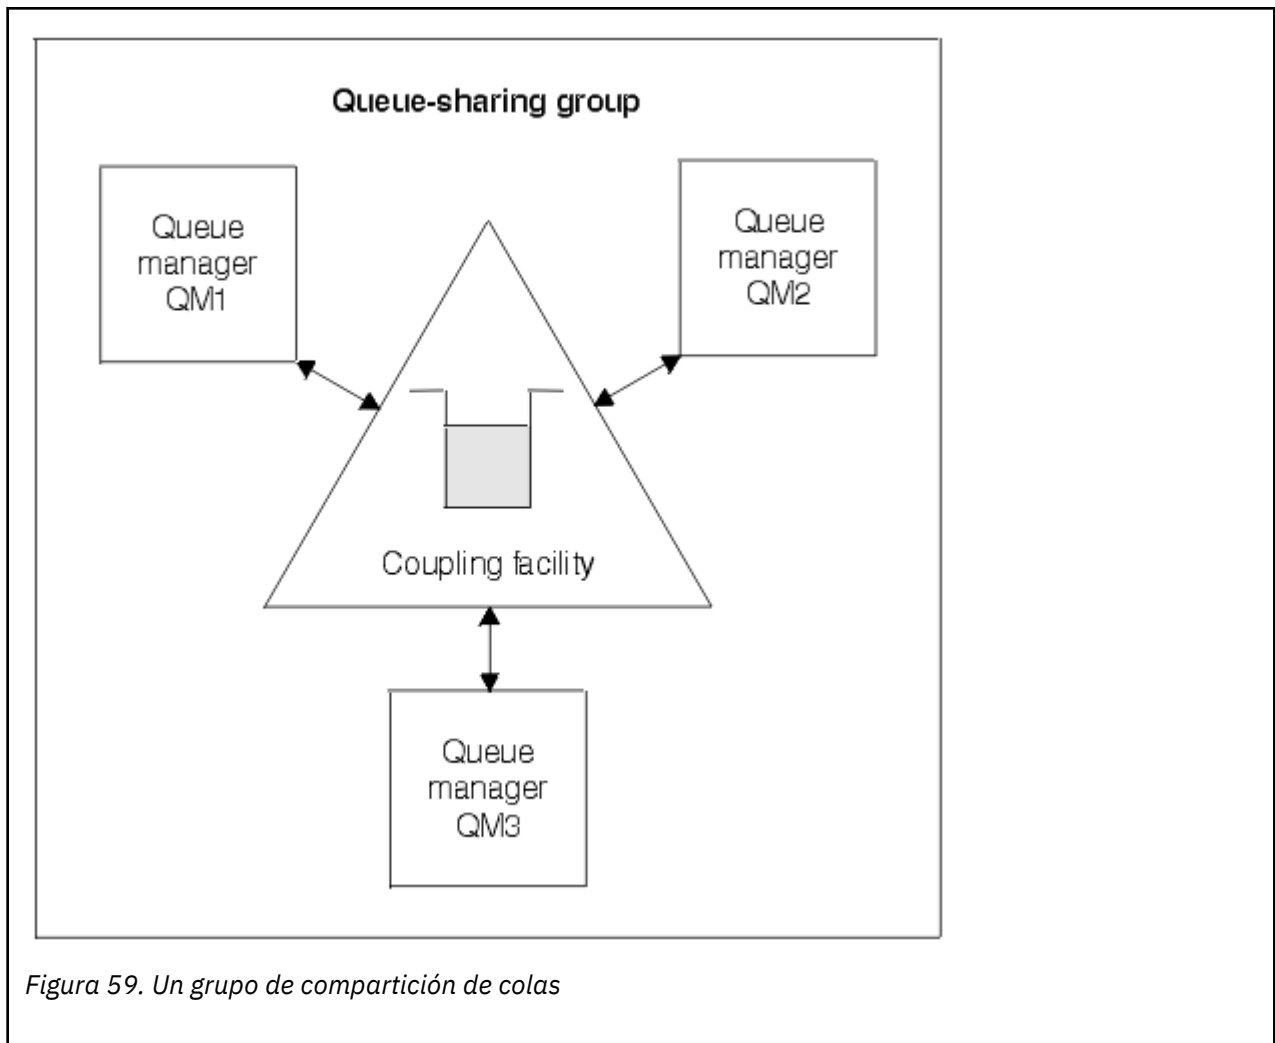 Queue-sharing group
Queue
manager
QM1
Queue
manager
QM2
Coupling facility
Queue
manager
QM3
Figura 59. Un grupo de compartición de colas